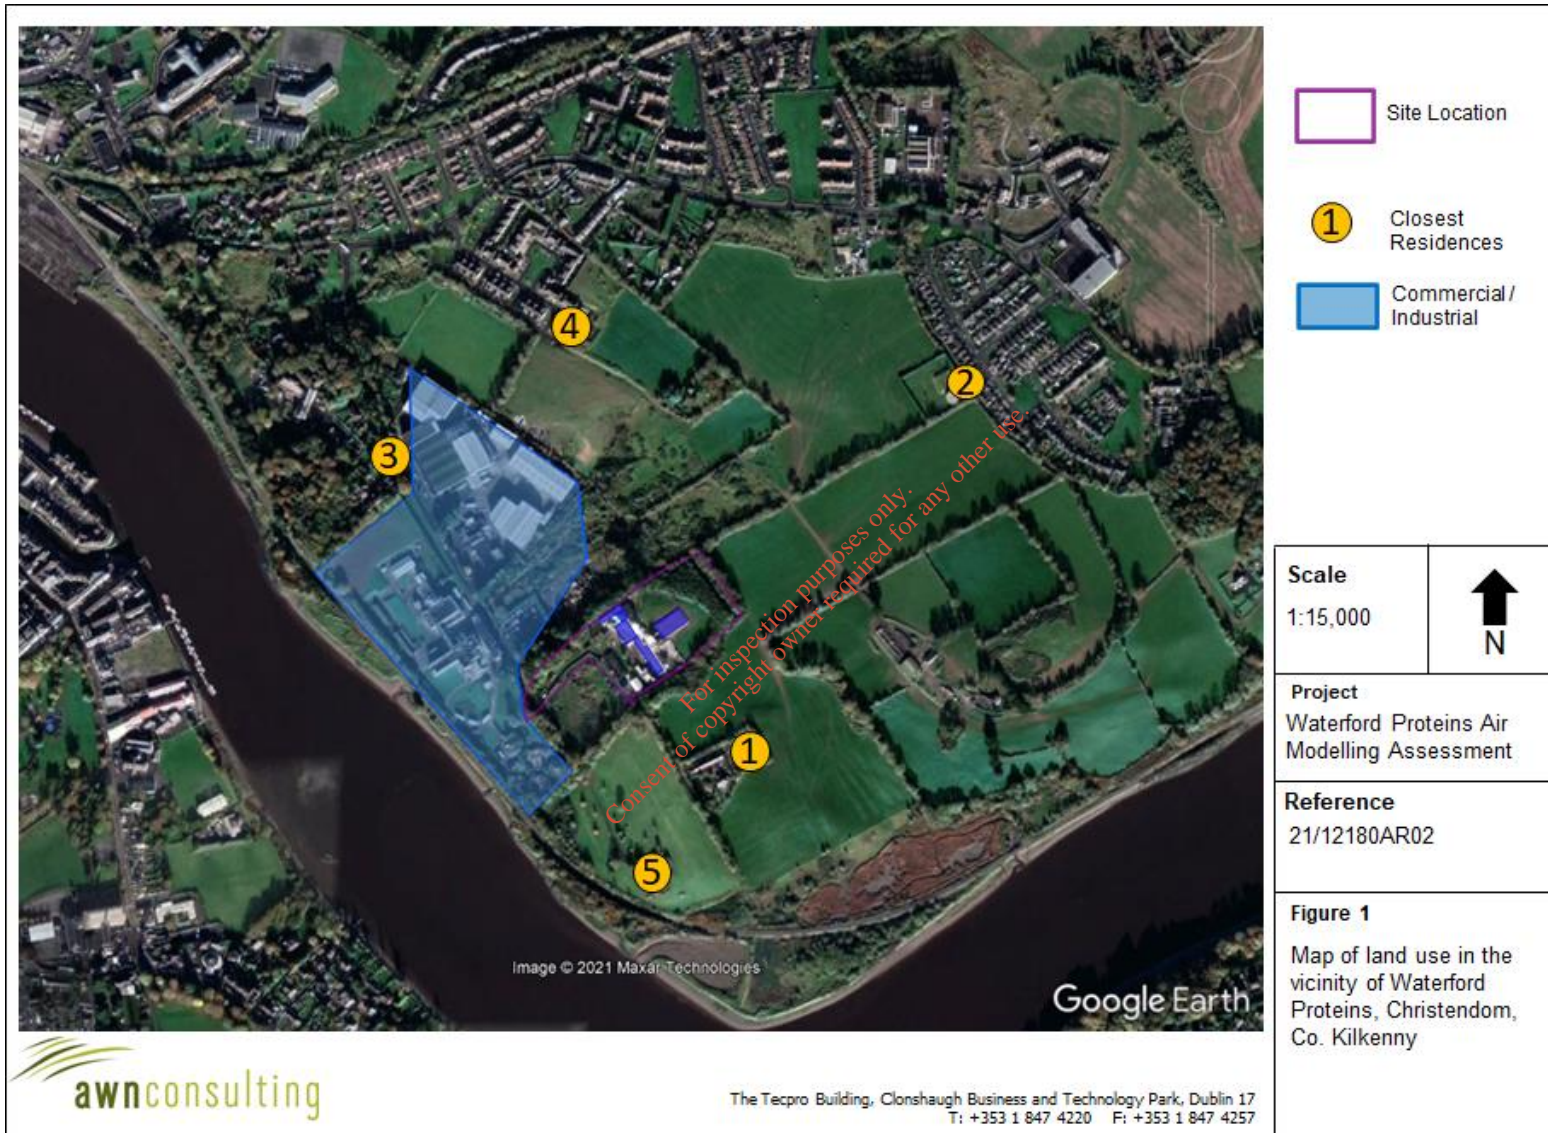 Site Location
1
Closest
Residences
Commercial /
Industrial
4
2
3
1
5
For inspection purposes only.
Consent of copyright owner required for any other use.
Image © 2021 Maxar Technologies
Google Earth
Scale
1:15,000
N
Project
Waterford Proteins Air
Modelling Assessment
Reference
21/12180AR02
Figure 1
Map of land use in the
vicinity of Waterford
Proteins, Christendom,
Co. Kilkenny
awnconsulting
The Tecpro Building, Clonshaugh Business and Technology Park, Dublin 17
T: +353 1 847 4220 F: +353 1 847 4257